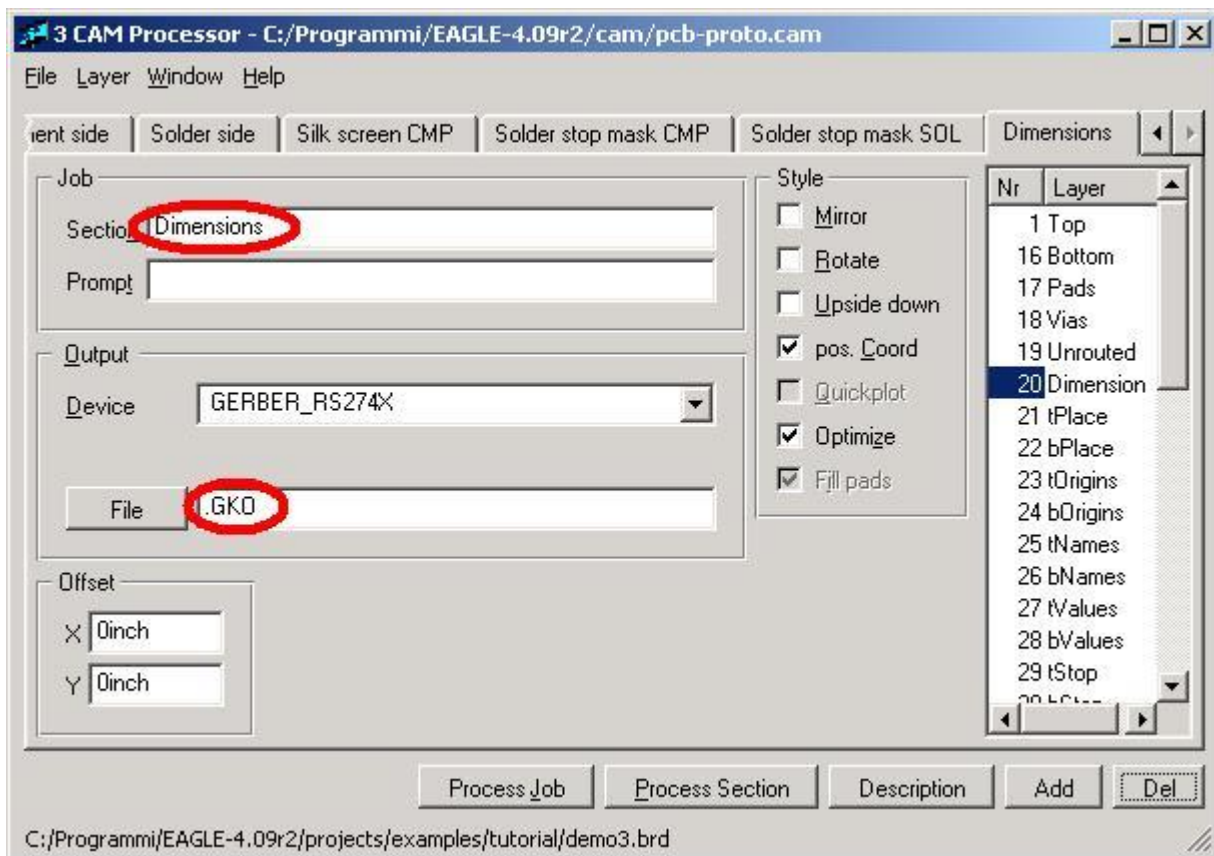 3 CAM Processor - C:/Programmi/EAGLE-4.09r2/cam/pcb-proto.cam
File Layer Window Help
ent side Solder side Silk screen CMP Solder stop mask CMP Solder stop mask SOL Dimensions
Job
Section Dimensions
Prompt
Output
Device GERBER_RS274X
File .GKO
Offset
X 0inch
Y 0inch
Style
Mirror
Rotate
Upside down
pos. Coord
Quickplot
Optimize
Fill pads
Nr Layer
1 Top
16 Bottom
17 Pads
18 Vias
19 Unrouted
20 Dimension
21 tPlace
22 bPlace
23 tOrigins
24 bOrigins
25 tNames
26 bNames
27 tValues
28 bValues
29 tStop
Process Job Process Section Description Add Del
C:/Programmi/EAGLE-4.09r2/projects/examples/tutorial/demo3.brd